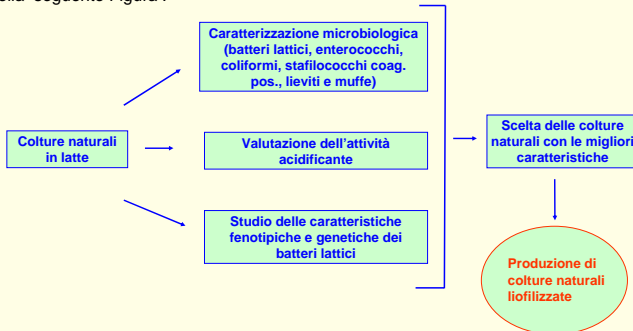 seguente Figura .
Caratterizzazione microbiologica
(batteri lattici, enterococchi,
coliformi, stafilococchi coag.
pos., lieviti e muffe)
Colture naturali
in latte
Valutazione dell'attività
acidificante
Studio delle caratteristiche
fenotipiche e genetiche dei
batteri lattici
Scelta delle colture
naturali con le migliori
caratteristiche
Produzione di
colture naturali
liofilizzate